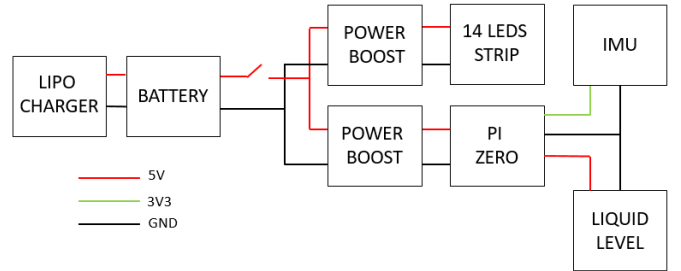 LIPO
CHARGER
BATTERY
POWER
BOOST
14 LEDS
STRIP
IMU
POWER
BOOST
PI
ZERO
LIQUID
LEVEL
5V
3V3
GND